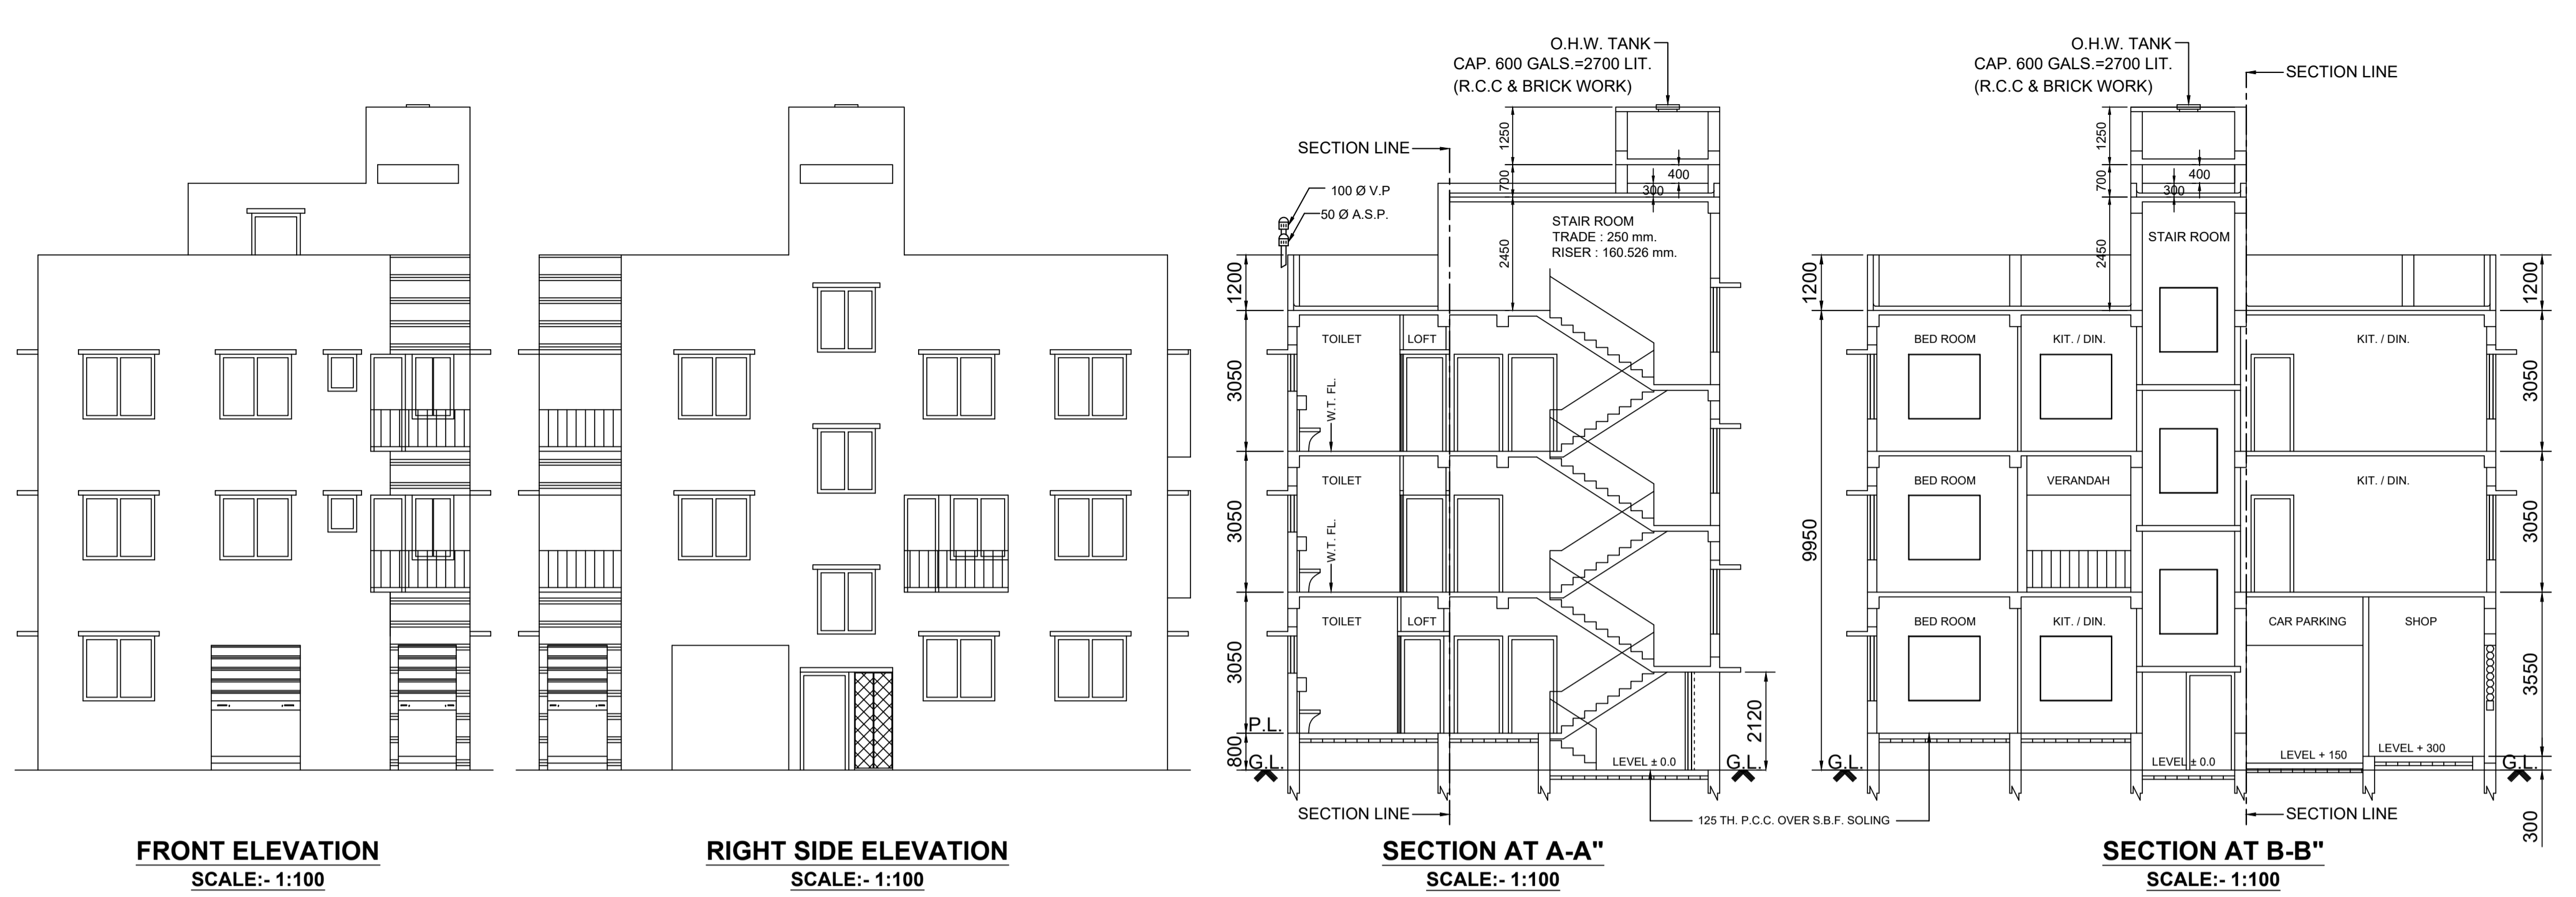 FRONT ELEVATION
SCALE:- 1:100
RIGHT SIDE ELEVATION
SCALE:- 1:100
O.H.W. TANK
CAP. 600 GALS.=2700 LIT.
(R.C.C & BRICK WORK)
SECTION LINE
100 Ø V.P
50 Ø A.S.P.
1250
700
400
300
2450
STAIR ROOM
TRADE : 250 mm.
RISER : 160.526 mm.
1200
3050
TOILET
LOFT
W.T. FL.
3050
TOILET
W.T. FL.
3050
TOILET
LOFT
P.L.
800
G.L.
LEVEL ± 0.0
2120
G.L.
SECTION LINE
125 TH. P.C.C. OVER S.B.F. SOLING
SECTION AT A-A"
SCALE:- 1:100
O.H.W. TANK
CAP. 600 GALS.=2700 LIT.
(R.C.C & BRICK WORK)
SECTION LINE
1250
700
400
300
2450
STAIR ROOM
1200
1200
9950
BED ROOM
KIT. / DIN.
KIT. / DIN.
3050
BED ROOM
VERANDAH
KIT. / DIN.
3050
BED ROOM
KIT. / DIN.
CAR PARKING
SHOP
3550
LEVEL + 150
LEVEL + 300
G.L.
LEVEL ± 0.0
G.L.
300
SECTION LINE
SECTION AT B-B"
SCALE:- 1:100